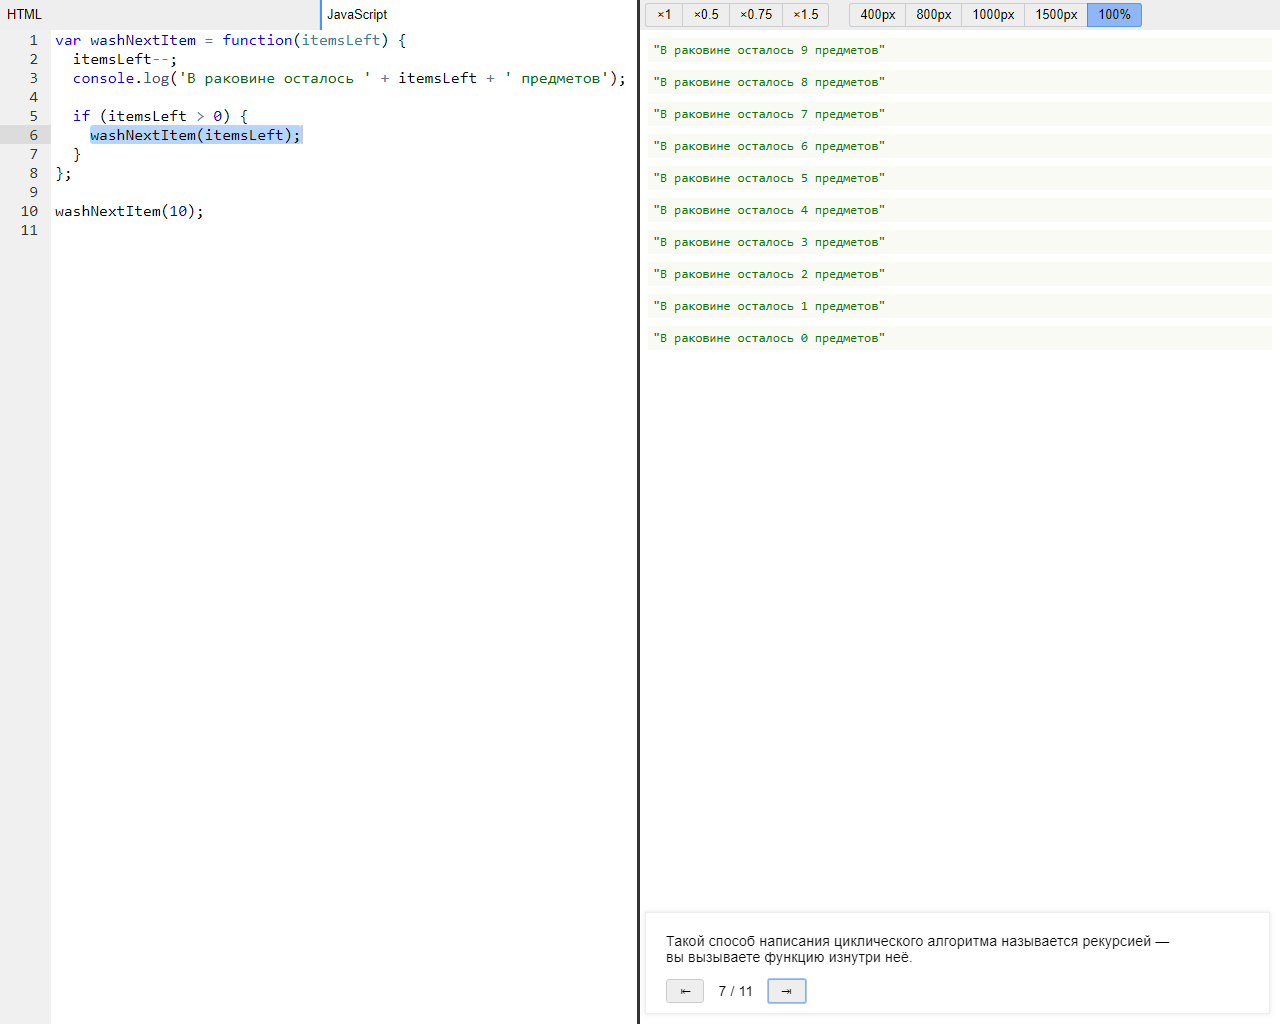 HTML
JavaScript
×1 ×0.5 ×0.75 ×1.5 400px 800px 1000px 1500px 100%
1 var washNextItem = function(itemsLeft) {
2 itemsLeft--;
3 console.log('В раковине осталось ' + itemsLeft + ' предметов');
4
5 if (itemsLeft > 0) {
6 washNextItem(itemsLeft);
7 }
8 };
9
10 washNextItem(10);
11
"В раковине осталось 9 предметов"
"В раковине осталось 8 предметов"
"В раковине осталось 7 предметов"
"В раковине осталось 6 предметов"
"В раковине осталось 5 предметов"
"В раковине осталось 4 предметов"
"В раковине осталось 3 предметов"
"В раковине осталось 2 предметов"
"В раковине осталось 1 предметов"
"В раковине осталось 0 предметов"
Такой способ написания циклического алгоритма называется рекурсией —
вы вызываете функцию изнутри неё.
⇤ 7 / 11 ⇥